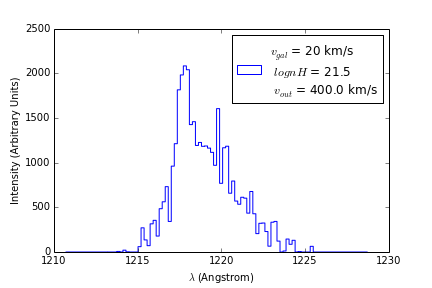 2500
2000
1500
1000
500
0
Intensity (Arbitrary Units)
v_gal = 20 km/s
lognH = 21.5
v_out = 400.0 km/s
1210 1215 1220 1225 1230
λ (Angstrom)